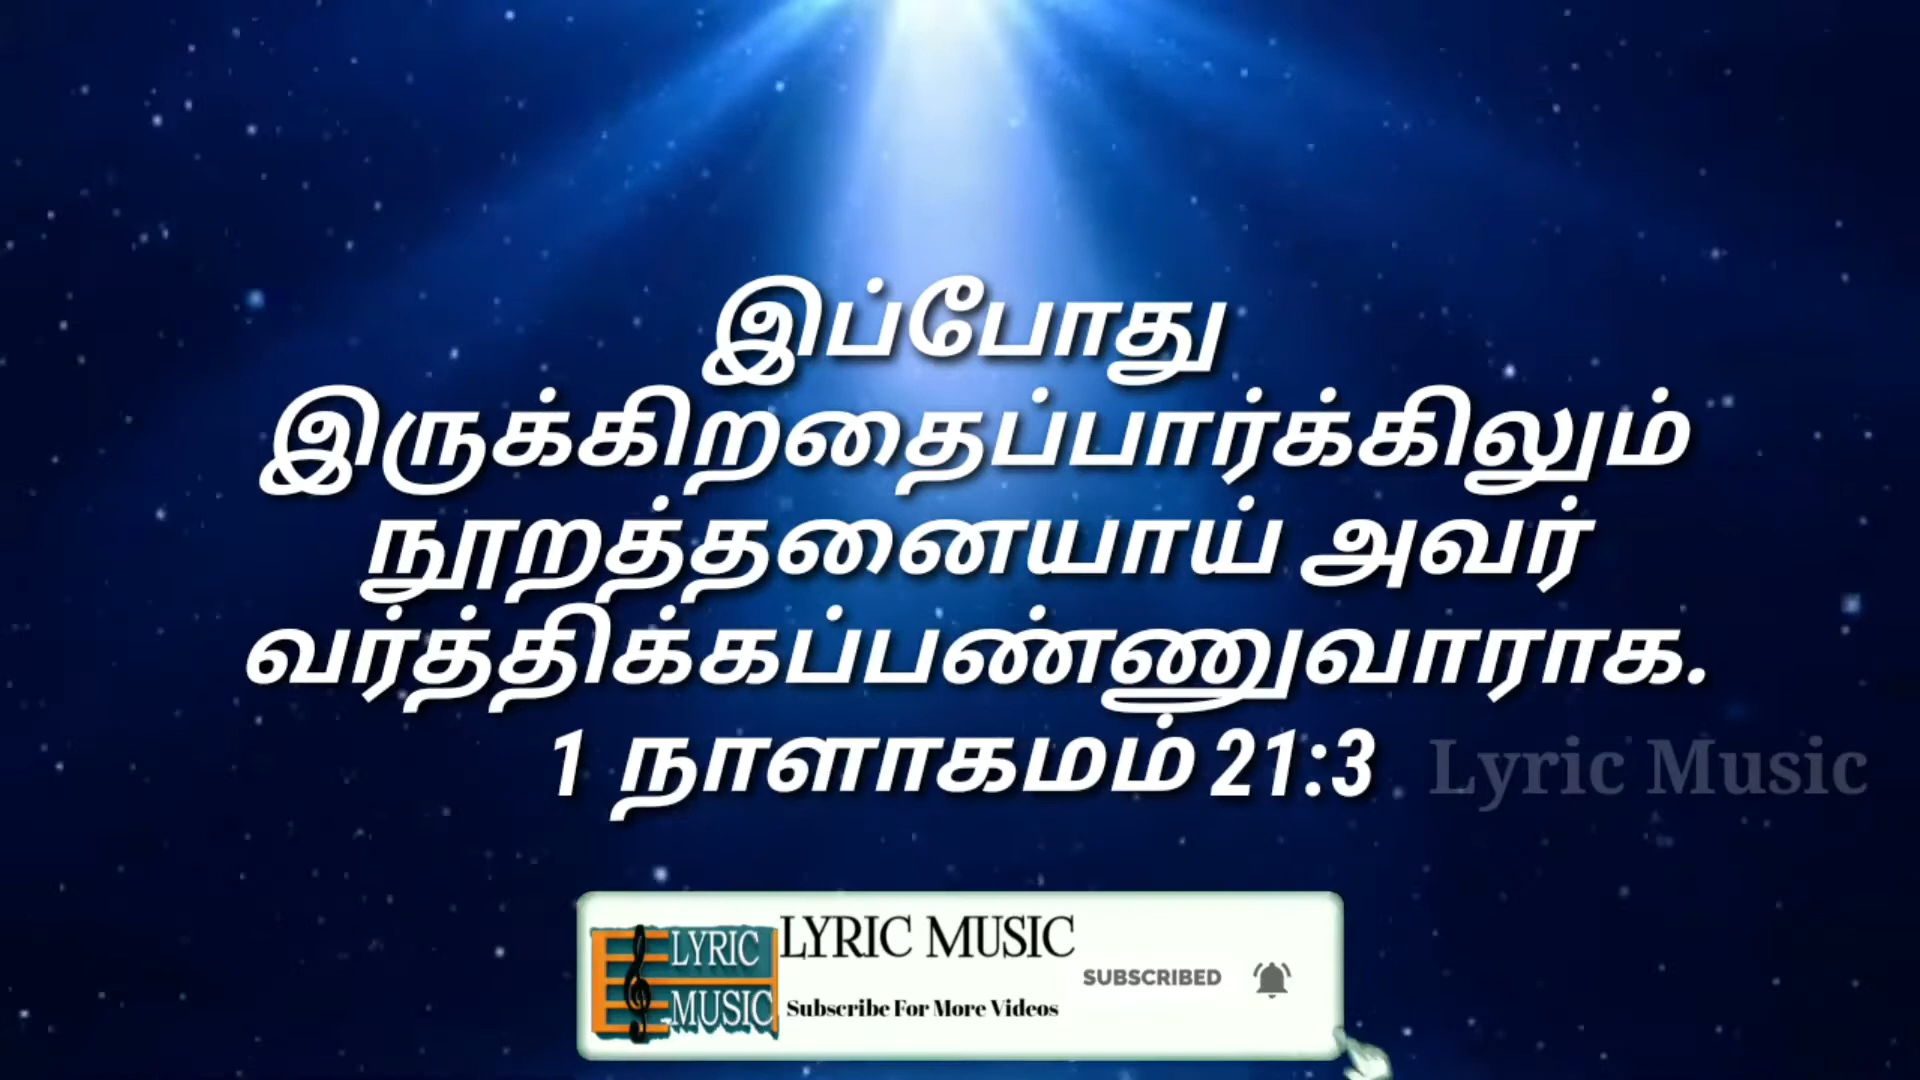 இப்போது
இருக்கிறதைப்பார்க்கிலும்
நூறத்தனையாய் அவர்
வர்த்திக்கப்பண்ணுவாராக.
1 நாளாகமம் 21:3
Lyric Music
LYRIC MUSIC
LYRIC MUSIC
SUBSCRIBED
Subscribe For More Videos